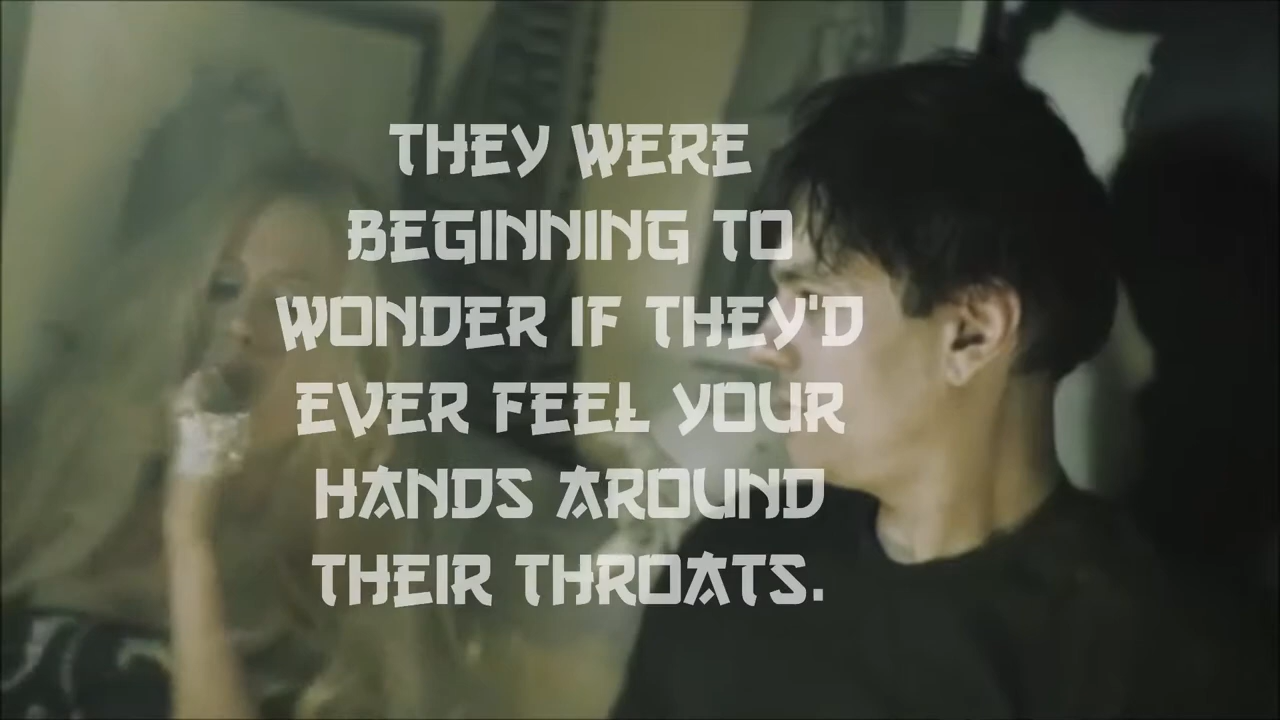 THEY WERE
BEGINNING TO
WONDER IF THEY'D
EVER FEEL YOUR
HANDS AROUND
THEIR THROATS.